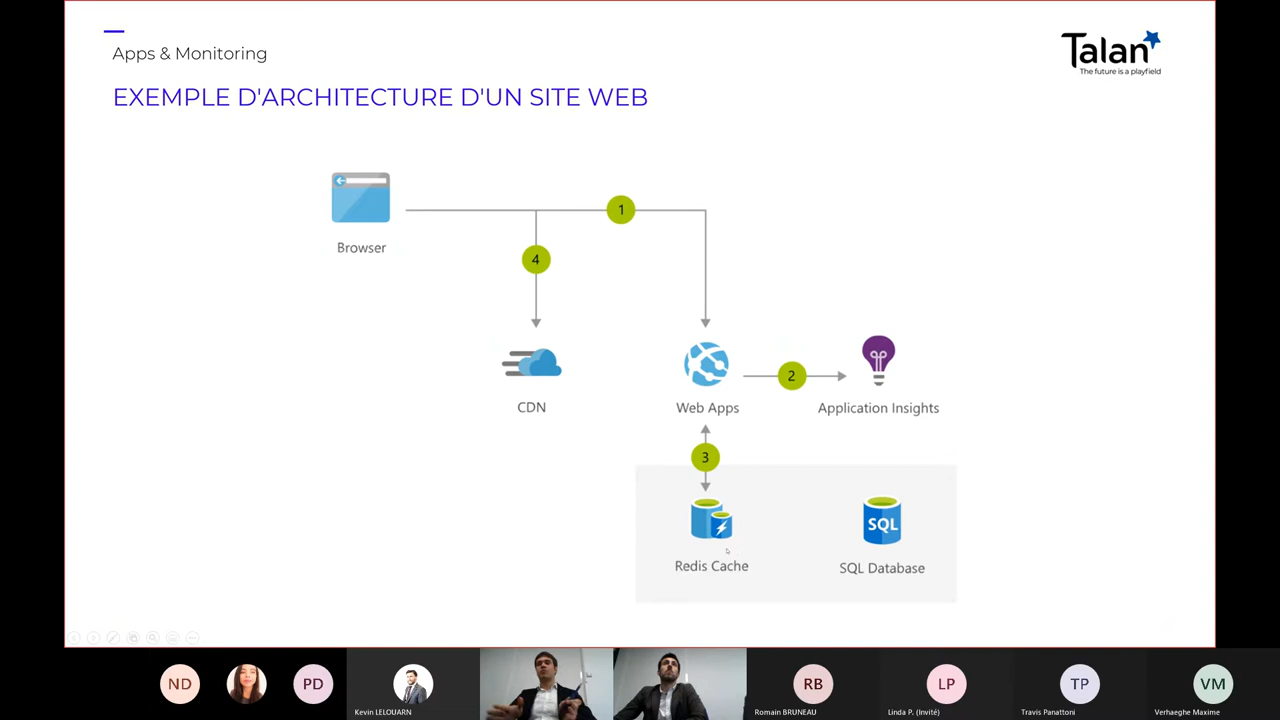 Apps & Monitoring
Talan
The future is a playfield
EXEMPLE D'ARCHITECTURE D'UN SITE WEB
1
Browser
4
2
CDN
Web Apps
Application Insights
3
SQL
Redis Cache
SQL Database
ND
PD
RB
LP
TP
VM
Kevin LELOUARN
Romain BRUNEAU
Linda P. (Invité)
Travis Panattoni
Verhaeghe Maxime